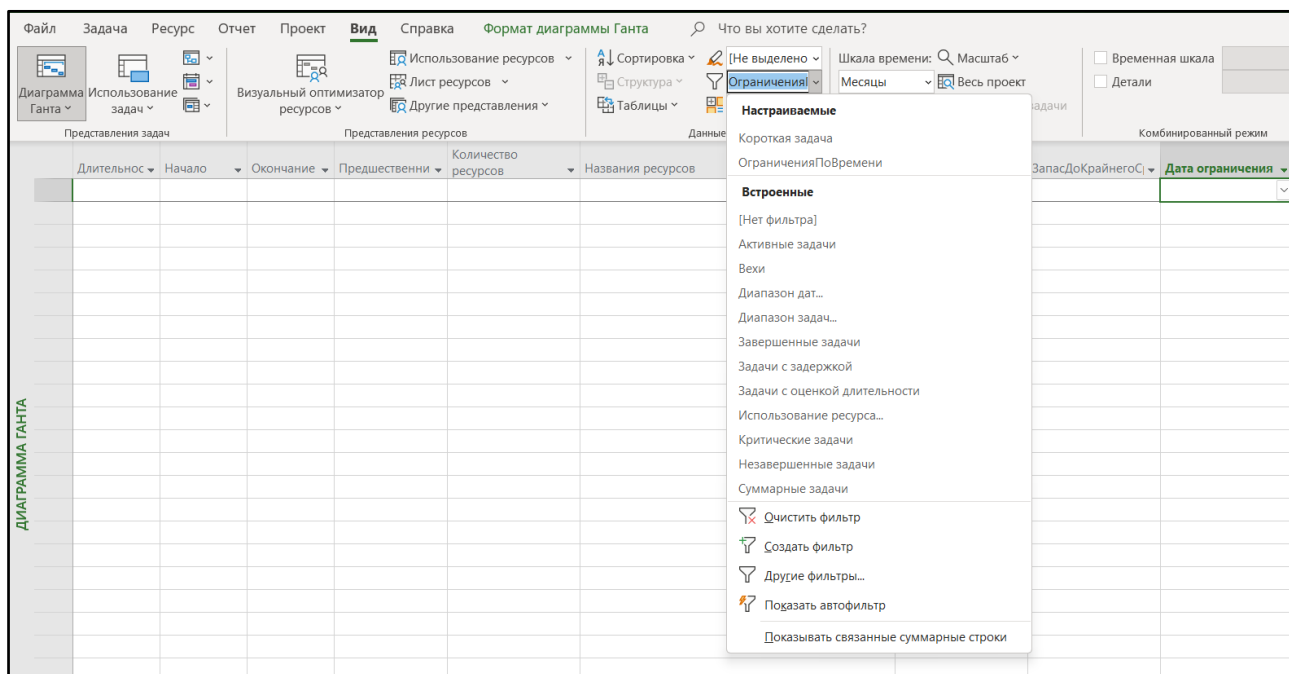 Файл Задача Ресурс Отчет Проект Вид Справка Формат диаграммы Ганта Что вы хотите сделать?
Диаграмма Ганта
Использование задач
Представления задач
Визуальный оптимизатор ресурсов
Использование ресурсов
Лист ресурсов
Другие представления
Представления ресурсов
Сортировка
Структура
Таблицы
[Не выделено
Ограничения
Данные
Шкала времени: Масштаб
Месяцы Весь проект
Временная шкала
Детали
Комбинированный режим
Длительнос Начало Окончание Предшественни Количество ресурсов Названия ресурсов Дата ограничения
Настраиваемые
Короткая задача
ОграниченияПоВремени
Встроенные
[Нет фильтра]
Активные задачи
Вехи
Диапазон дат...
Диапазон задач...
Завершенные задачи
Задачи с задержкой
Задачи с оценкой длительности
Использование ресурса...
Критические задачи
Незавершенные задачи
Суммарные задачи
Очистить фильтр
Создать фильтр
Другие фильтры...
Показать автофильтр
Показывать связанные суммарные строки
ДИАГРАММА ГАНТА